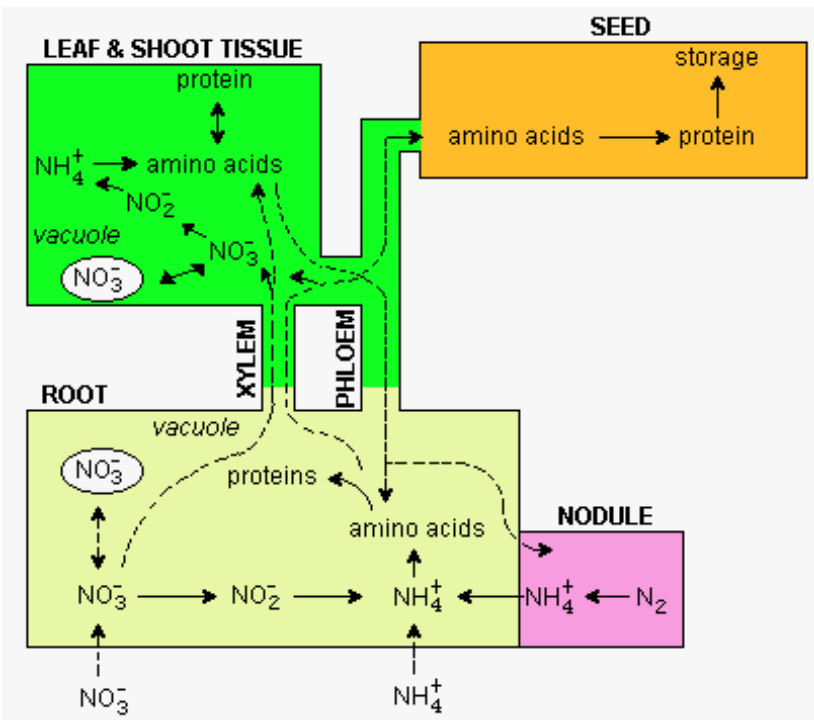 SEED
LEAF & SHOOT TISSUE
storage
protein
amino acids → protein
NH₄⁺ → amino acids
NO₂⁻
vacuole
NO₃⁻
NO₃⁻
XYLEM
PHLOEM
ROOT
vacuole
NO₃⁻
proteins
amino acids
NODULE
NO₃⁻ → NO₂⁻ → NH₄⁺ ← NH₄⁺ ← N₂
NO₃⁻
NH₄⁺